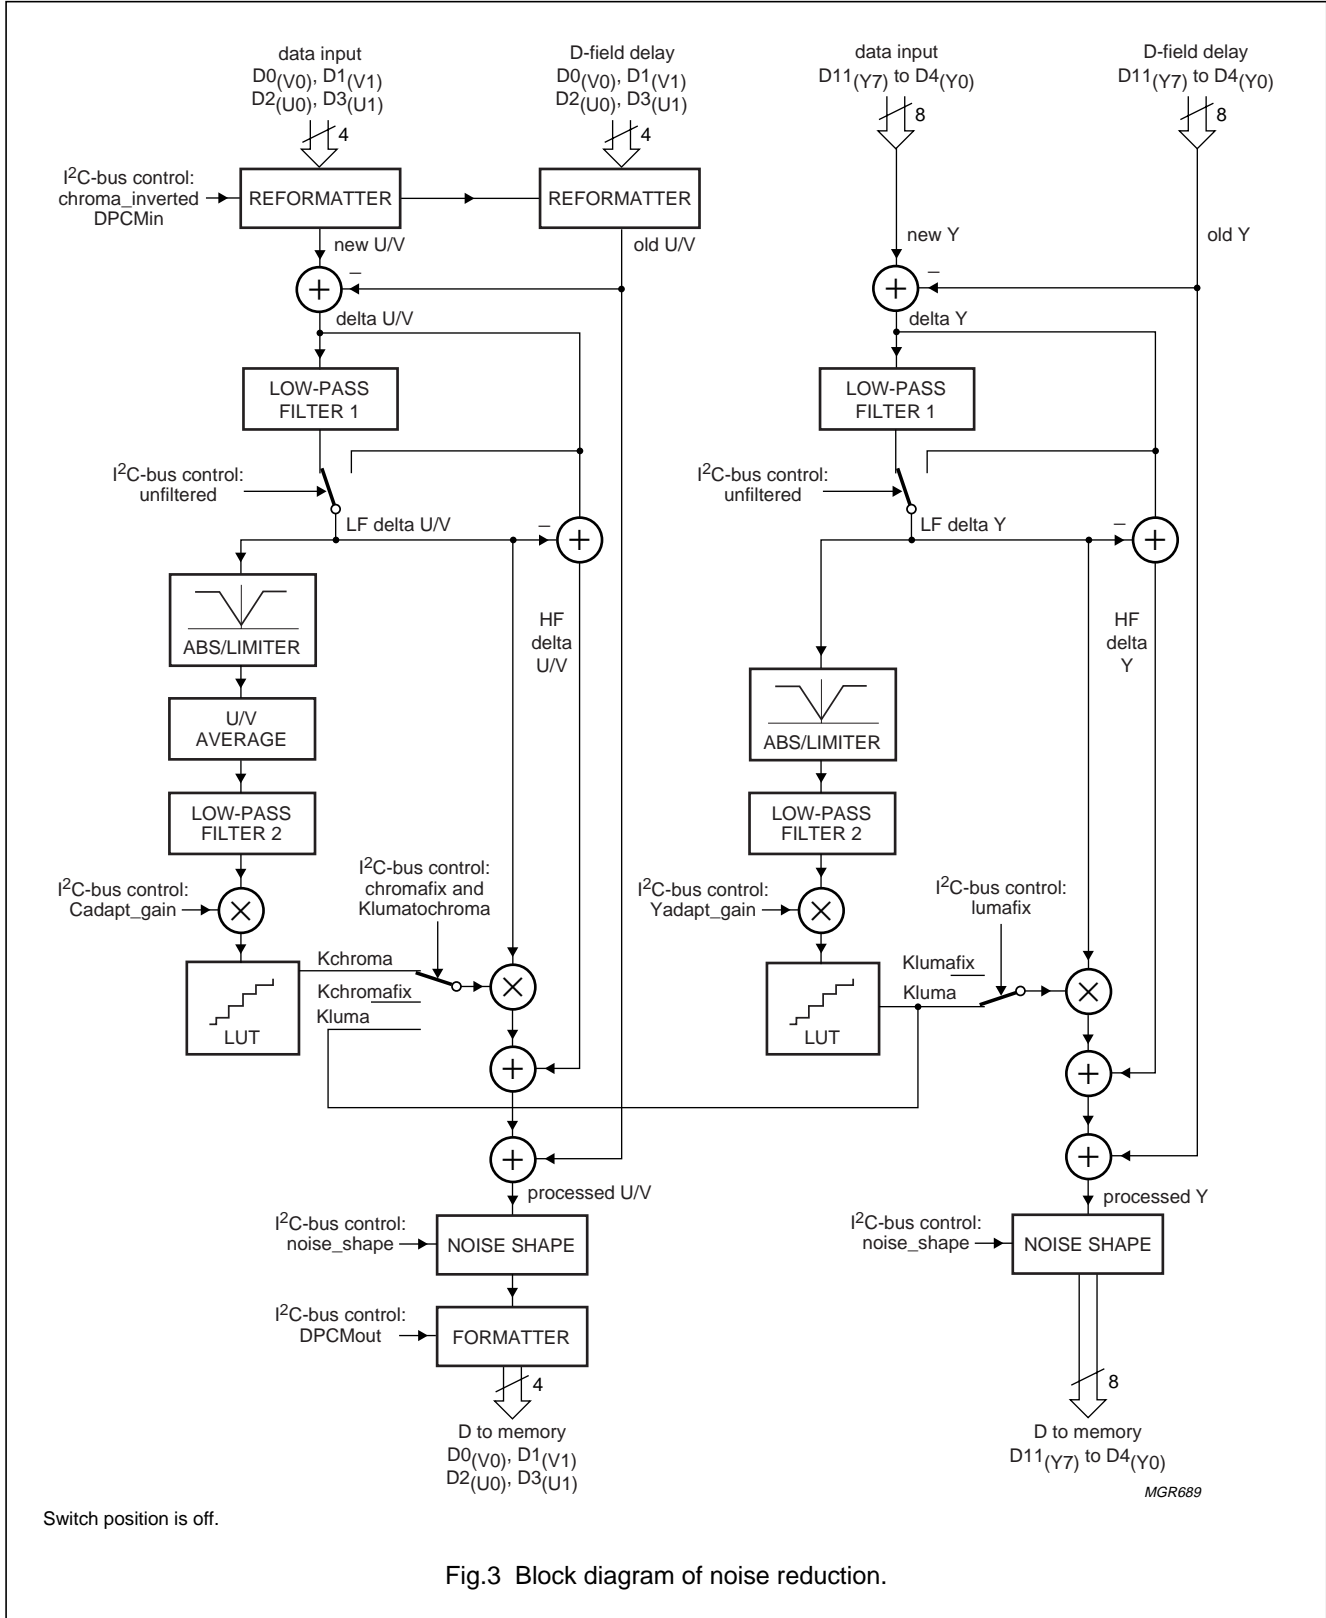 data input
D0(V0), D1(V1)
D2(U0), D3(U1)
4
D-field delay
D0(V0), D1(V1)
D2(U0), D3(U1)
4
data input
D11(Y7) to D4(Y0)
8
D-field delay
D11(Y7) to D4(Y0)
8
I2C-bus control:
chroma_inverted
DPCMin
REFORMATTER
REFORMATTER
new U/V
old U/V
new Y
old Y
–
+
–
+
delta U/V
delta Y
LOW-PASS
FILTER 1
LOW-PASS
FILTER 1
I2C-bus control:
unfiltered
I2C-bus control:
unfiltered
LF delta U/V
–
+
LF delta Y
–
+
ABS/LIMITER
HF
delta
U/V
HF
delta
Y
U/V
AVERAGE
ABS/LIMITER
LOW-PASS
FILTER 2
LOW-PASS
FILTER 2
I2C-bus control:
Cadapt_gain
×
I2C-bus control:
chromafix and
Klumatochroma
I2C-bus control:
Yadapt_gain
×
I2C-bus control:
lumafix
Kchroma
Kchromafix
Kluma
LUT
×
Klumafix
Kluma
LUT
×
+
+
+
+
processed U/V
processed Y
I2C-bus control:
noise_shape
NOISE SHAPE
I2C-bus control:
noise_shape
NOISE SHAPE
I2C-bus control:
DPCMout
FORMATTER
4
8
D to memory
D0(V0), D1(V1)
D2(U0), D3(U1)
D to memory
D11(Y7) to D4(Y0)
MGR689
Switch position is off.
Fig.3 Block diagram of noise reduction.